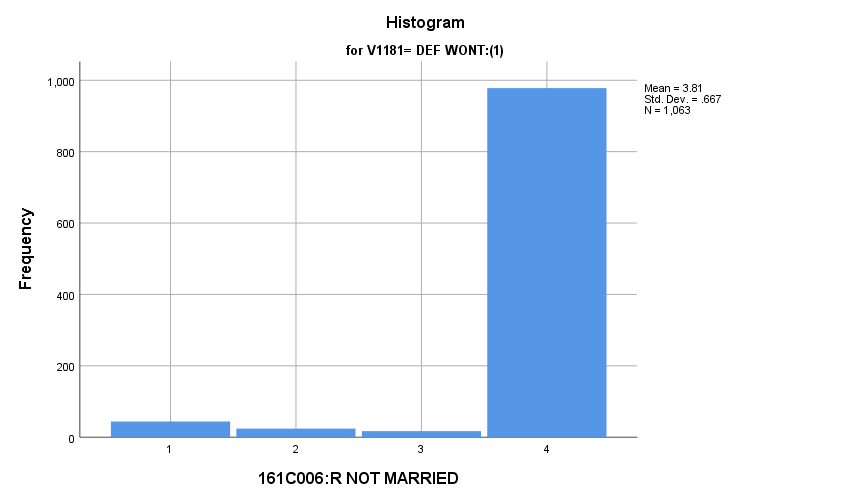 Histogram
for V1181= DEF WONT:(1)
Mean = 3.81
Std. Dev. = .667
N = 1,063
Frequency
1,000
800
600
400
200
0
1 2 3 4
161C006:R NOT MARRIED